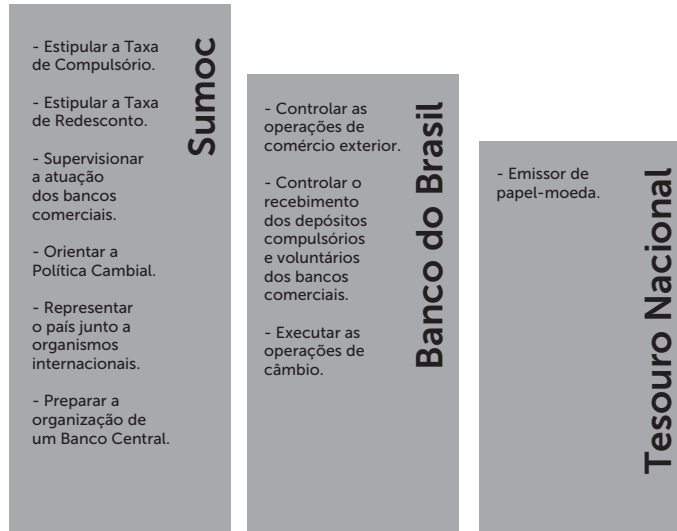 Sumoc
- Estipular a Taxa
de Compulsório.
- Estipular a Taxa
de Redesconto.
- Supervisionar
a atuação
dos bancos
comerciais.
- Orientar a
Política Cambial.
- Representar
o país junto a
organismos
internacionais.
- Preparar a
organização de
um Banco Central.
Banco do Brasil
- Controlar as
operações de
comércio exterior.
- Controlar o
recebimento
dos depósitos
compulsórios
e voluntários
dos bancos
comerciais.
- Executar as
operações de
câmbio.
Tesouro Nacional
- Emissor de
papel-moeda.